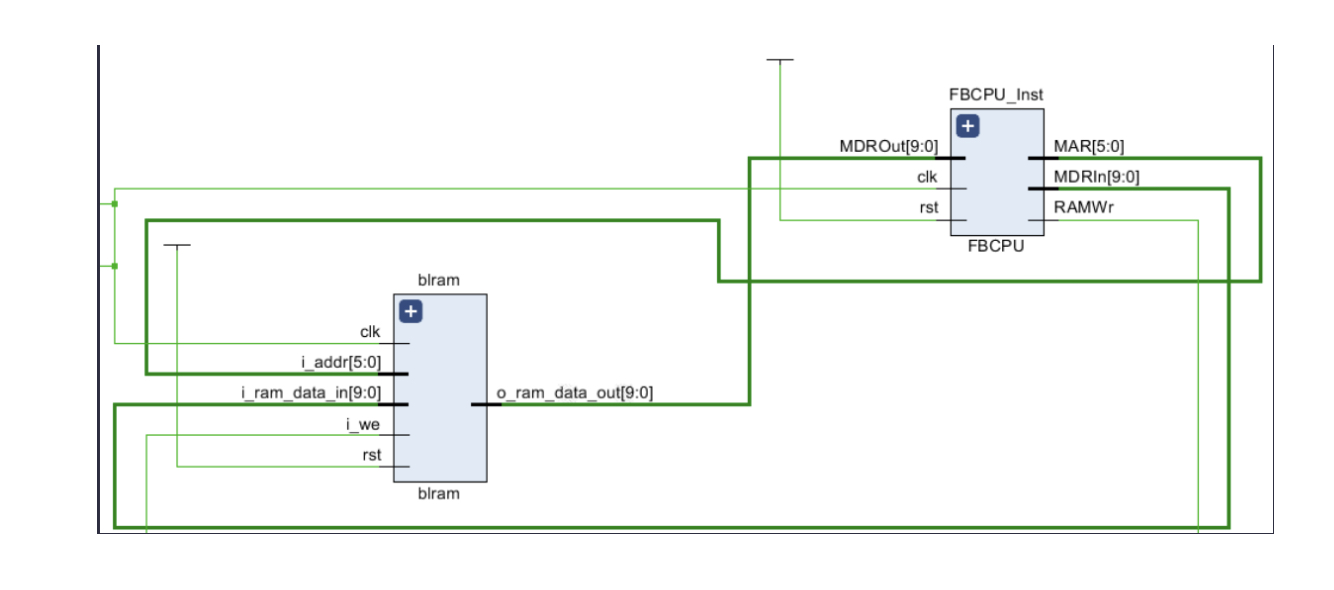 FBCPU_Inst
MDROut[9:0]
MAR[5:0]
clk
MDRIn[9:0]
rst
RAMWr
FBCPU
blram
clk
i_addr[5:0]
i_ram_data_in[9:0]
o_ram_data_out[9:0]
i_we
rst
blram